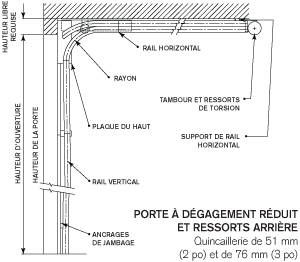 HAUTEUR LIBRE
REQUISE
RAIL HORIZONTAL
RAYON
TAMBOUR ET RESSORTS
DE TORSION
PLAQUE DU HAUT
SUPPORT DE RAIL
HORIZONTAL
HAUTEUR D'OUVERTURE
HAUTEUR DE LA PORTE
RAIL VERTICAL
ANCRAGES
DE JAMBAGE
PORTE À DÉGAGEMENT RÉDUIT
ET RESSORTS ARRIÈRE
Quincaillerie de 51 mm
(2 po) et de 76 mm (3 po)